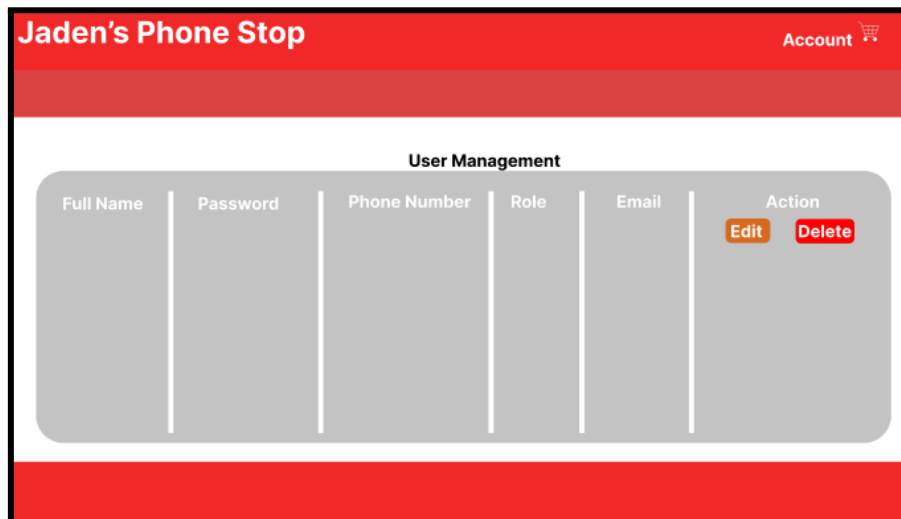 Jaden's Phone Stop
Account
User Management
Full Name Password Phone Number Role Email Action
Edit Delete